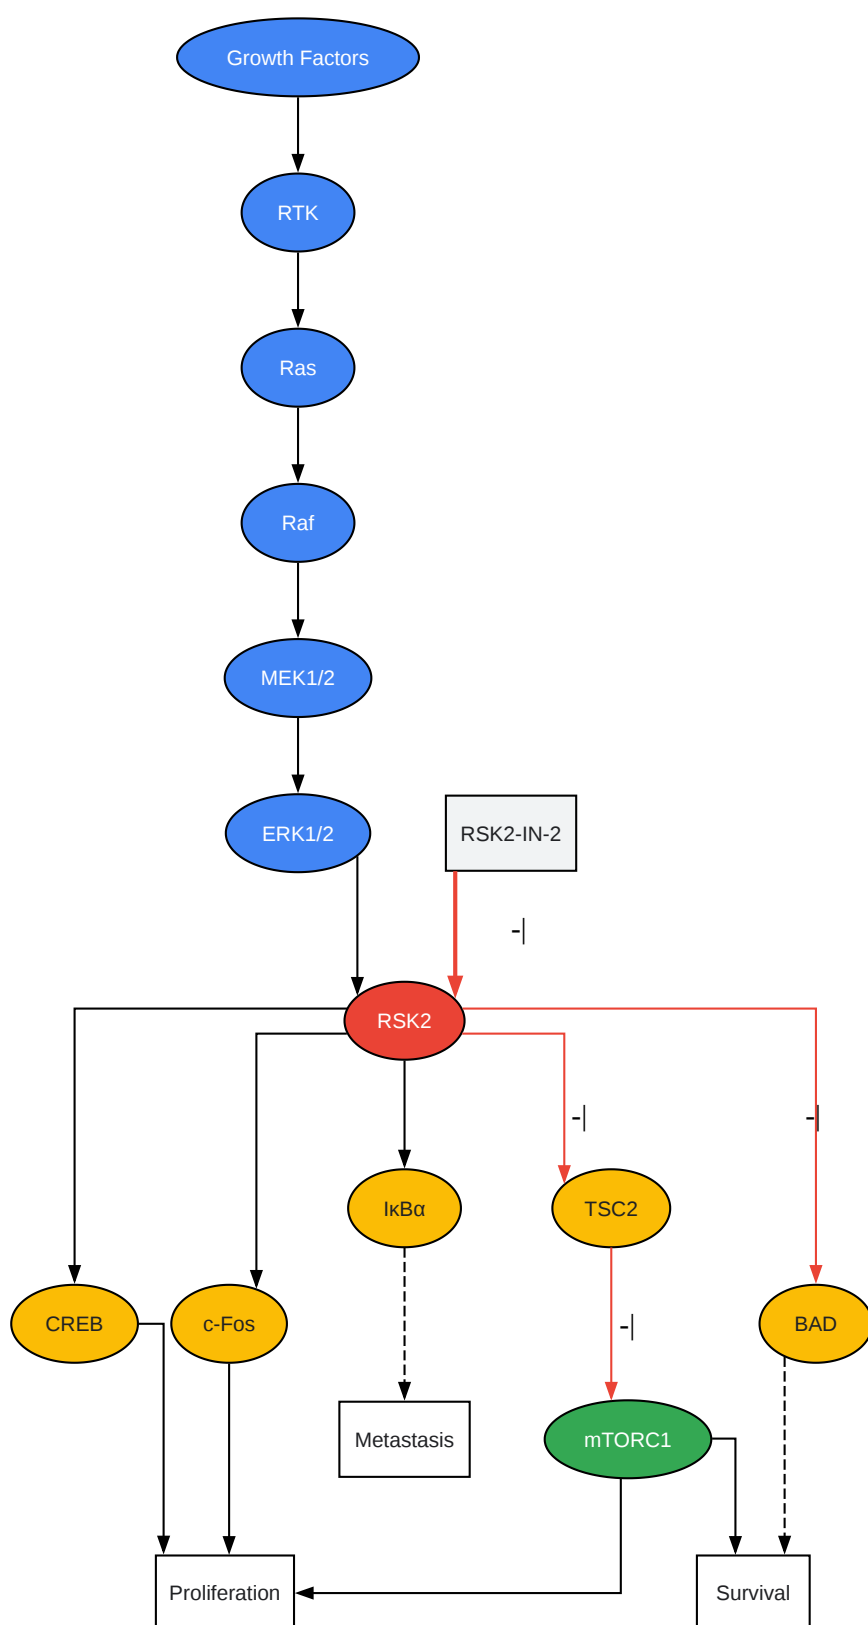 Growth Factors
RTK
Ras
Raf
MEK1/2
ERK1/2
RSK2-IN-2
-|
RSK2
-|
-|
IκBα
TSC2
CREB
c-Fos
BAD
-|
Metastasis
mTORC1
Proliferation
Survival